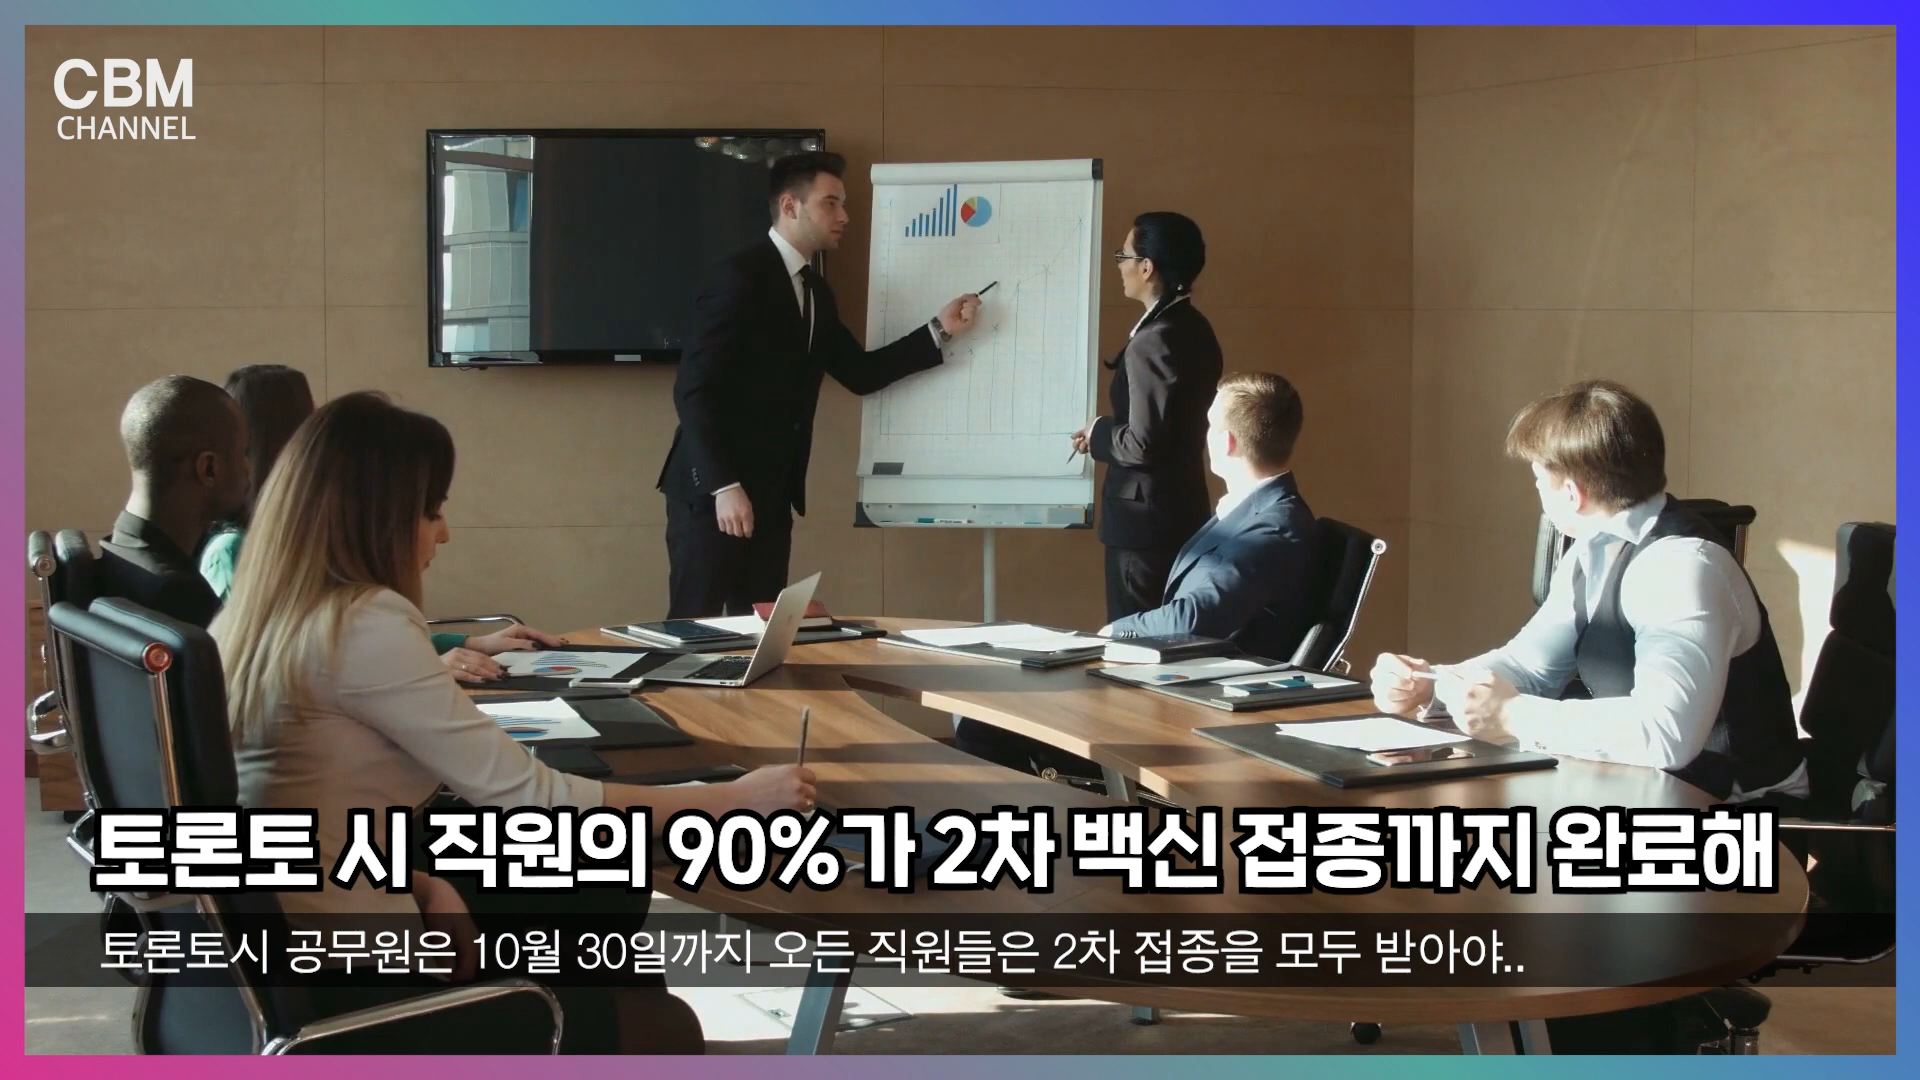 CBM
CHANNEL
토론토 시 직원의 90%가 2차 백신 접종까지 완료해
토론토시 공무원은 10월 30일까지 오든 직원들은 2차 접종을 모두 받아야..